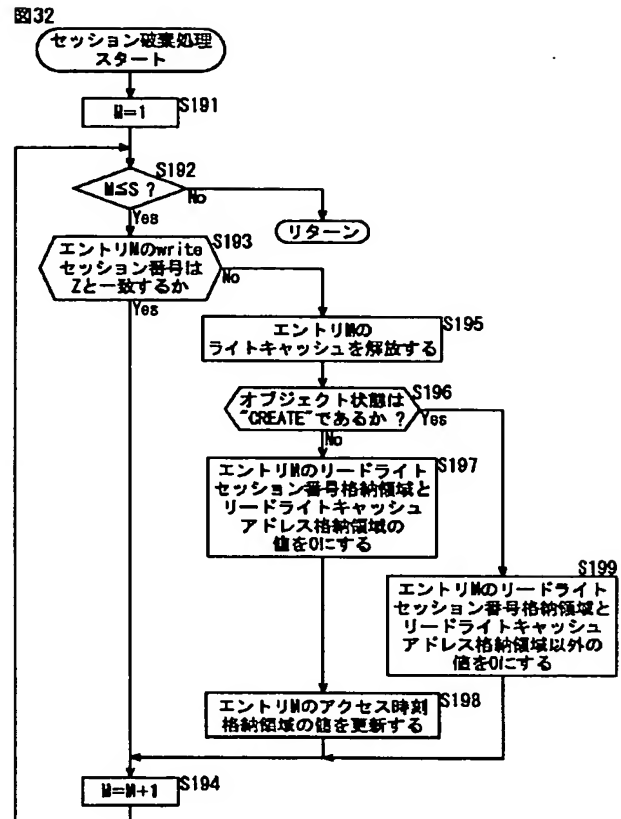 図32
セッション破棄処理
スタート
M=1
S191
S192
M≦S ?
No
Yes
リターン
S193
エントリMのwrite
セッション番号は
Zと一致するか
No
Yes
S195
エントリMの
ライトキャッシュを解放する
S196
オブジェクト状態は
"CREATE"であるか ?
Yes
No
S197
エントリMのリードライト
セッション番号格納領域と
リードライトキャッシュ
アドレス格納領域の
値を0にする
S199
エントリMのリードライト
セッション番号格納領域と
リードライトキャッシュ
アドレス格納領域以外の
値を0にする
S198
エントリMのアクセス時刻
格納領域の値を更新する
M=M+1
S194